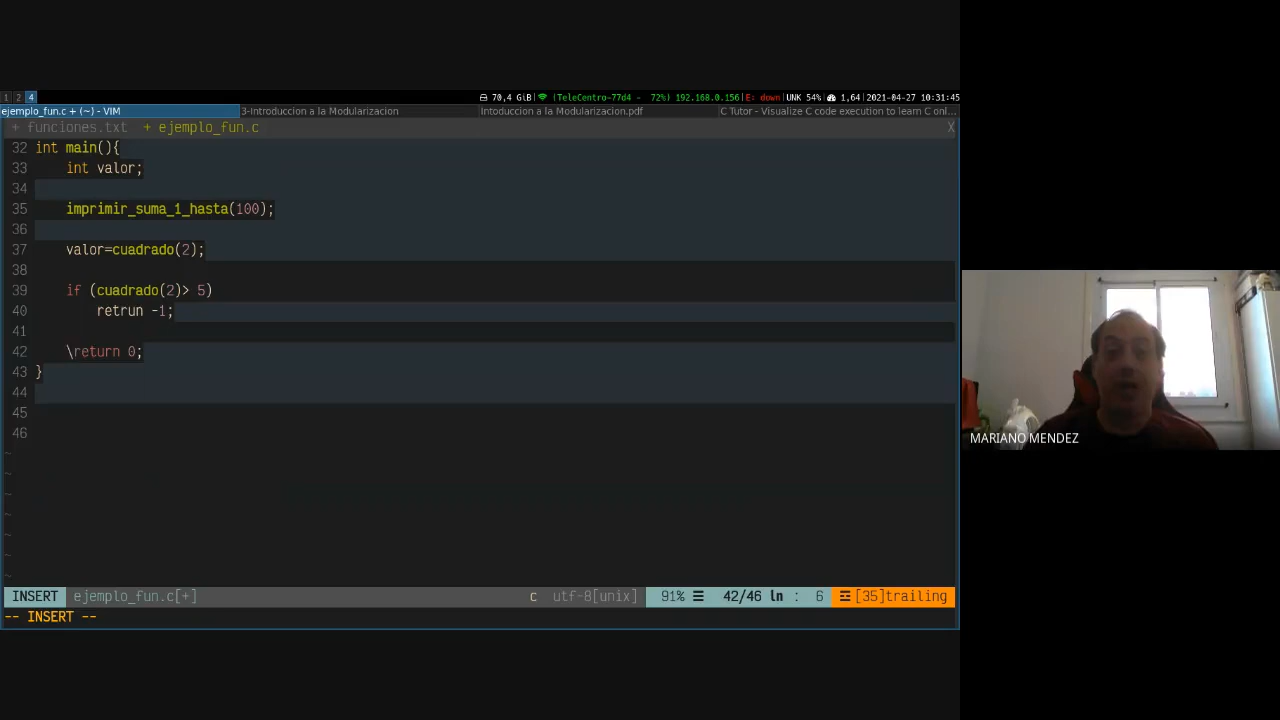 1 2 4 70,4 GiB| (TeleCentro-77d4 - 72%) 192.168.0.156|E: down|UNK 54%| 1,64|2021-04-27 10:31:45
ejemplo_fun.c + (~) - VIM 3-Introduccion a la Modularizacion Intoduccion a la Modularizacion.pdf C Tutor - Visualize C code execution to learn C onl...
+ funciones.txt + ejemplo_fun.c X
32 int main(){
33 int valor;
34
35 imprimir_suma_1_hasta(100);
36
37 valor=cuadrado(2);
38
39 if (cuadrado(2)> 5)
40 retrun -1;
41
42 \return 0;
43 }
44
45
46
~
~
~
~
~
~
~
INSERT ejemplo_fun.c[+] c utf-8[unix] 91% ☰ 42/46 ln : 6 [35]trailing
-- INSERT --
MARIANO MENDEZ